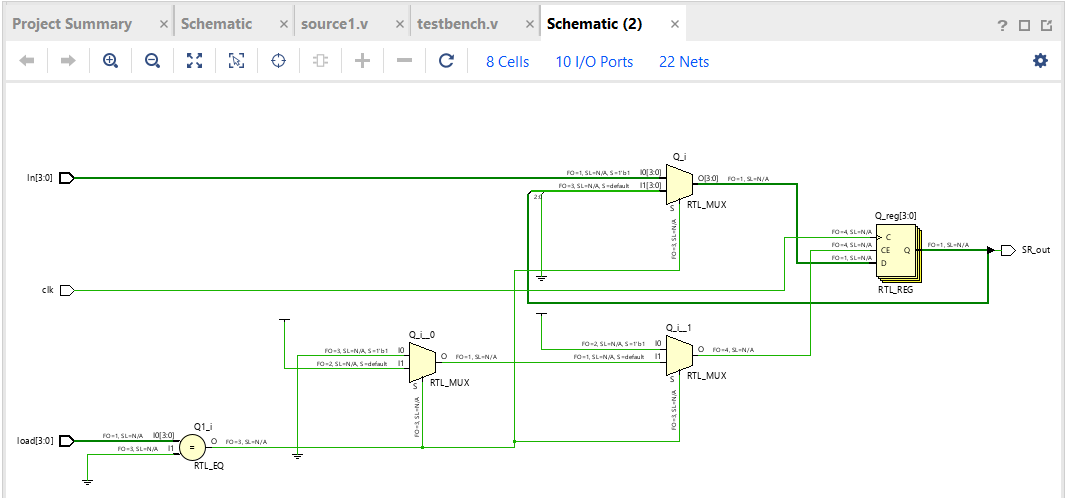 Project Summary × Schematic × source1.v × testbench.v × Schematic (2) × ?
8 Cells 10 I/O Ports 22 Nets
Q_i
In[3:0] FO=1, SL=N/A, S=1'b1 I0[3:0] O[3:0] FO=1, SL=N/A
FO=3, SL=N/A, S=default I1[3:0]
2:0
S RTL_MUX
FO=3, SL=N/A
Q_reg[3:0]
FO=4, SL=N/A C
FO=4, SL=N/A CE Q FO=1, SL=N/A SR_out
FO=1, SL=N/A D
RTL_REG
clk
Q_i__0 Q_i__1
FO=3, SL=N/A, S=1'b1 I0 O FO=1, SL=N/A FO=2, SL=N/A, S=1'b1 I0 O FO=4, SL=N/A
FO=2, SL=N/A, S=default I1 FO=1, SL=N/A, S=default I1
S RTL_MUX S RTL_MUX
FO=3, SL=N/A FO=3, SL=N/A
Q1_i
load[3:0] FO=1, SL=N/A I0[3:0] O FO=3, SL=N/A
FO=3, SL=N/A I1 =
RTL_EQ